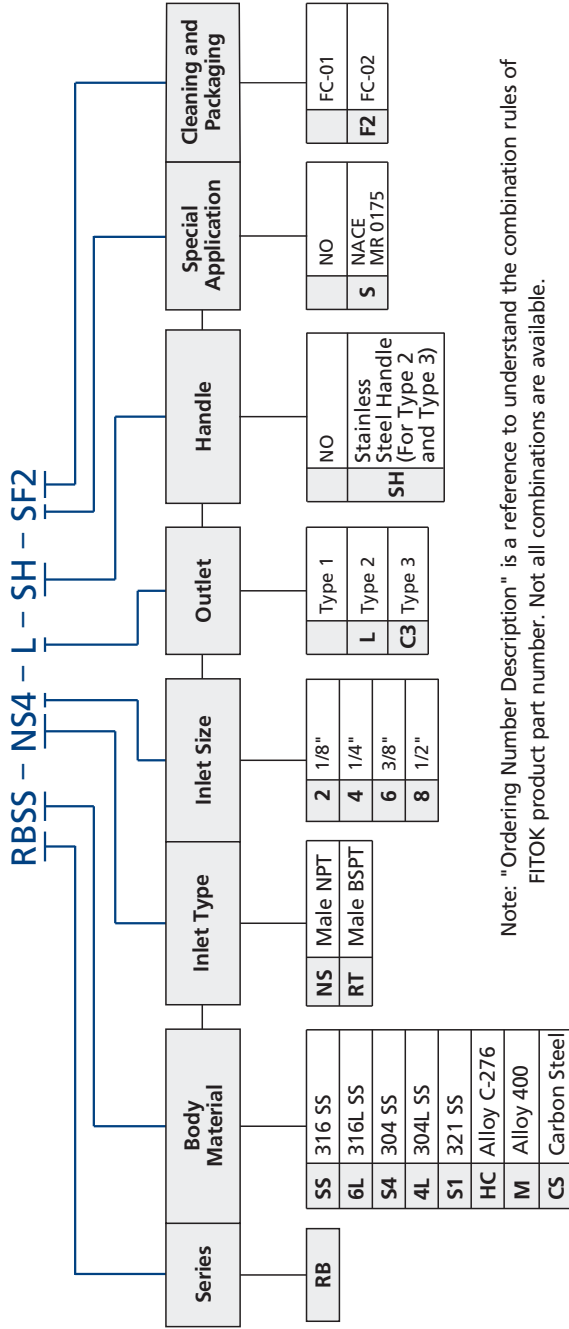 RBSS – NS4 – L – SH – SF2
Series
Body
Material
Inlet Type
Inlet Size
Outlet
Handle
Special
Application
Cleaning and
Packaging
RB
SS 316 SS
6L 316L SS
S4 304 SS
4L 304L SS
S1 321 SS
HC Alloy C-276
M Alloy 400
CS Carbon Steel
NS Male NPT
RT Male BSPT
2 1/8"
4 1/4"
6 3/8"
8 1/2"
Type 1
L Type 2
C3 Type 3
NO
SH Stainless
Steel Handle
(For Type 2
and Type 3)
NO
S NACE
MR 0175
FC-01
F2 FC-02
Note: "Ordering Number Description" is a reference to understand the combination rules of
FITOK product part number. Not all combinations are available.